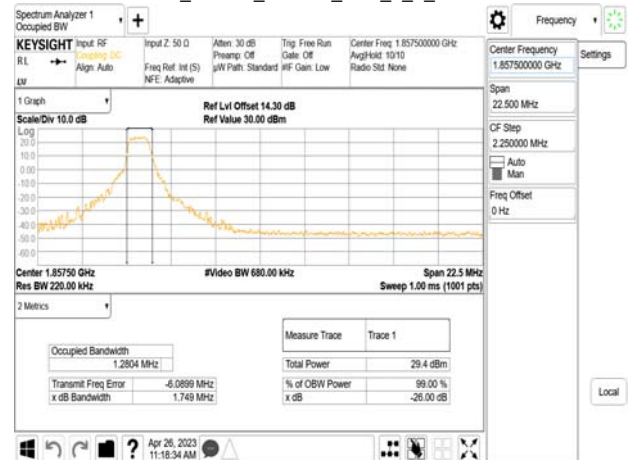 Spectrum Analyzer 1
Occupied BW
Frequency
KEYSIGHT
RL
Input: RF
Coupling: DC
Align: Auto
Input Z: 50 Ω
Freq Ref: Int (S)
NFE: Adaptive
Atten: 30 dB
Preamp: Off
µW Path: Standard
Trig: Free Run
Gate: Off
#IF Gain: Low
Center Freq: 1.857500000 GHz
Avg|Hold: 10/10
Radio Std: None
Center Frequency
1.857500000 GHz
Settings
Span
22.500 MHz
CF Step
2.250000 MHz
Auto
Man
Freq Offset
0 Hz
1 Graph
Scale/Div 10.0 dB
Ref Lvl Offset 14.30 dB
Ref Value 30.00 dBm
Log
20.0
10.0
0.00
-10.0
-20.0
-30.0
-40.0
-50.0
-60.0
Center 1.85750 GHz
#Video BW 680.00 kHz
Span 22.5 MHz
Res BW 220.00 kHz
Sweep 1.00 ms (1001 pts)
2 Metrics
Measure Trace Trace 1
Occupied Bandwidth
1.2804 MHz
Total Power 29.4 dBm
Transmit Freq Error -6.0899 MHz
% of OBW Power 99.00 %
x dB Bandwidth 1.749 MHz
x dB -26.00 dB
Local
Apr 26, 2023
11:18:34 AM